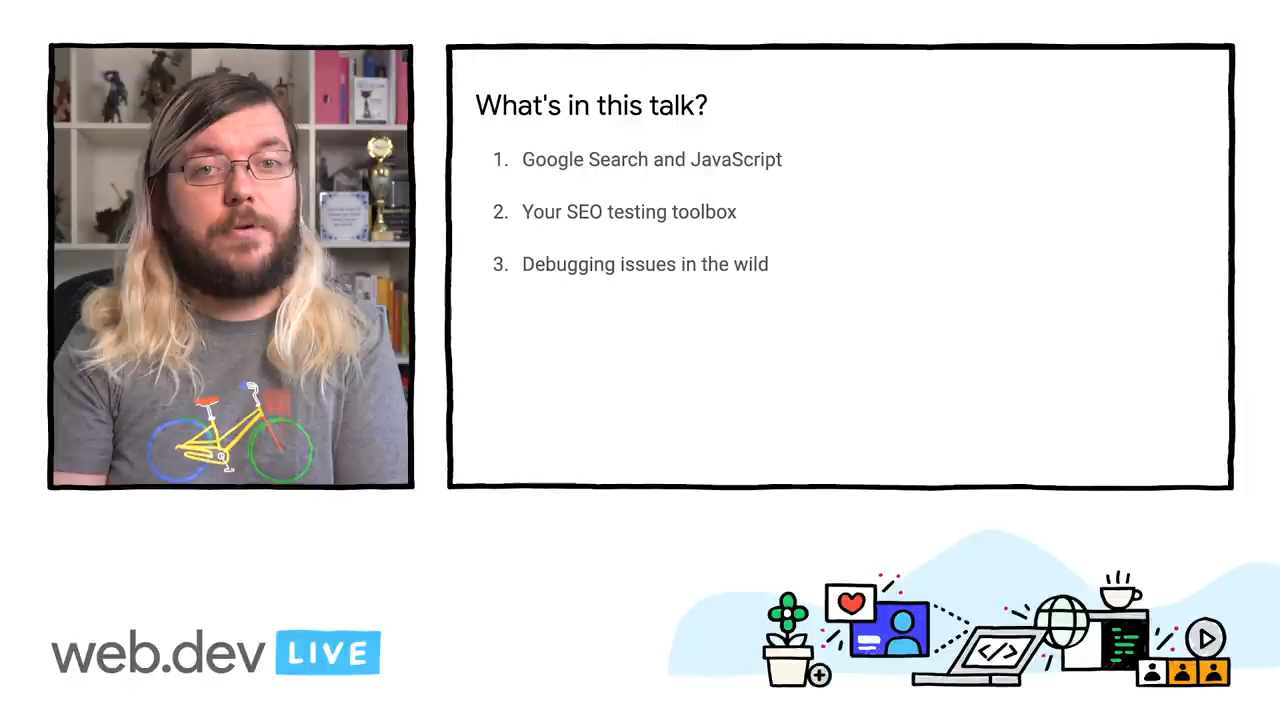 What's in this talk?
1. Google Search and JavaScript
2. Your SEO testing toolbox
3. Debugging issues in the wild
web.dev LIVE
</>